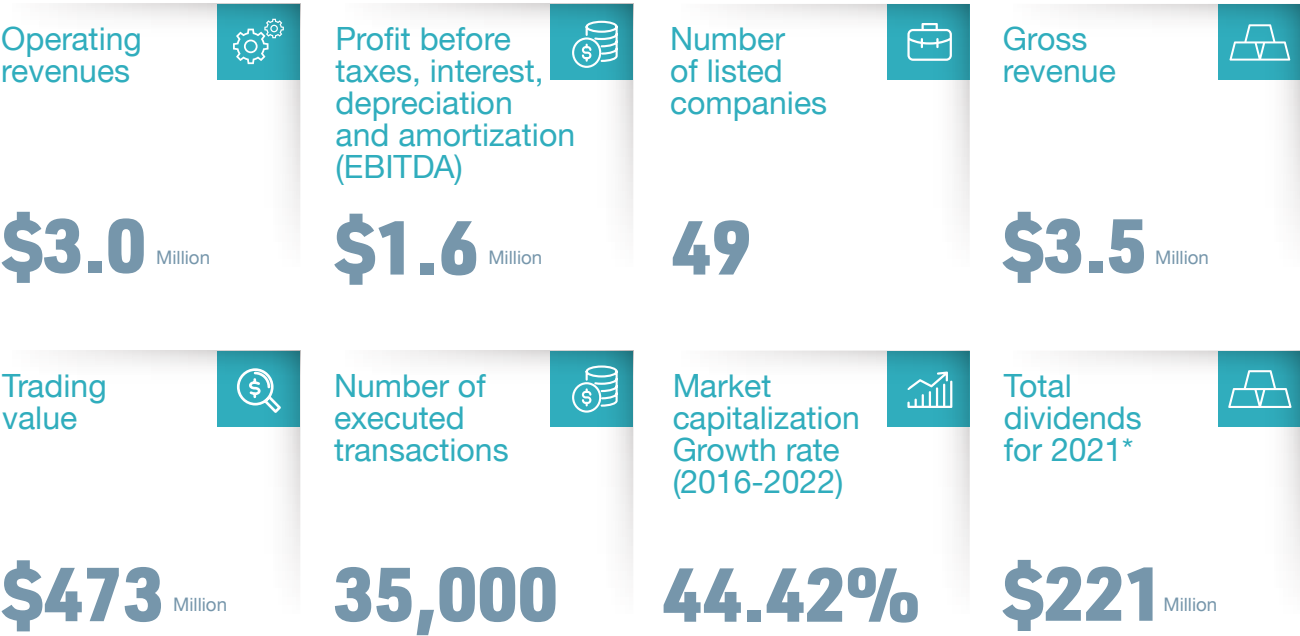 Operating
revenues
$3.0 Million
Profit before
taxes, interest,
depreciation
and amortization
(EBITDA)
$1.6 Million
Number
of listed
companies
49
Gross
revenue
$3.5 Million
Trading
value
$473 Million
Number of
executed
transactions
35,000
Market
capitalization
Growth rate
(2016-2022)
44.42%
Total
dividends
for 2021*
$221 Million